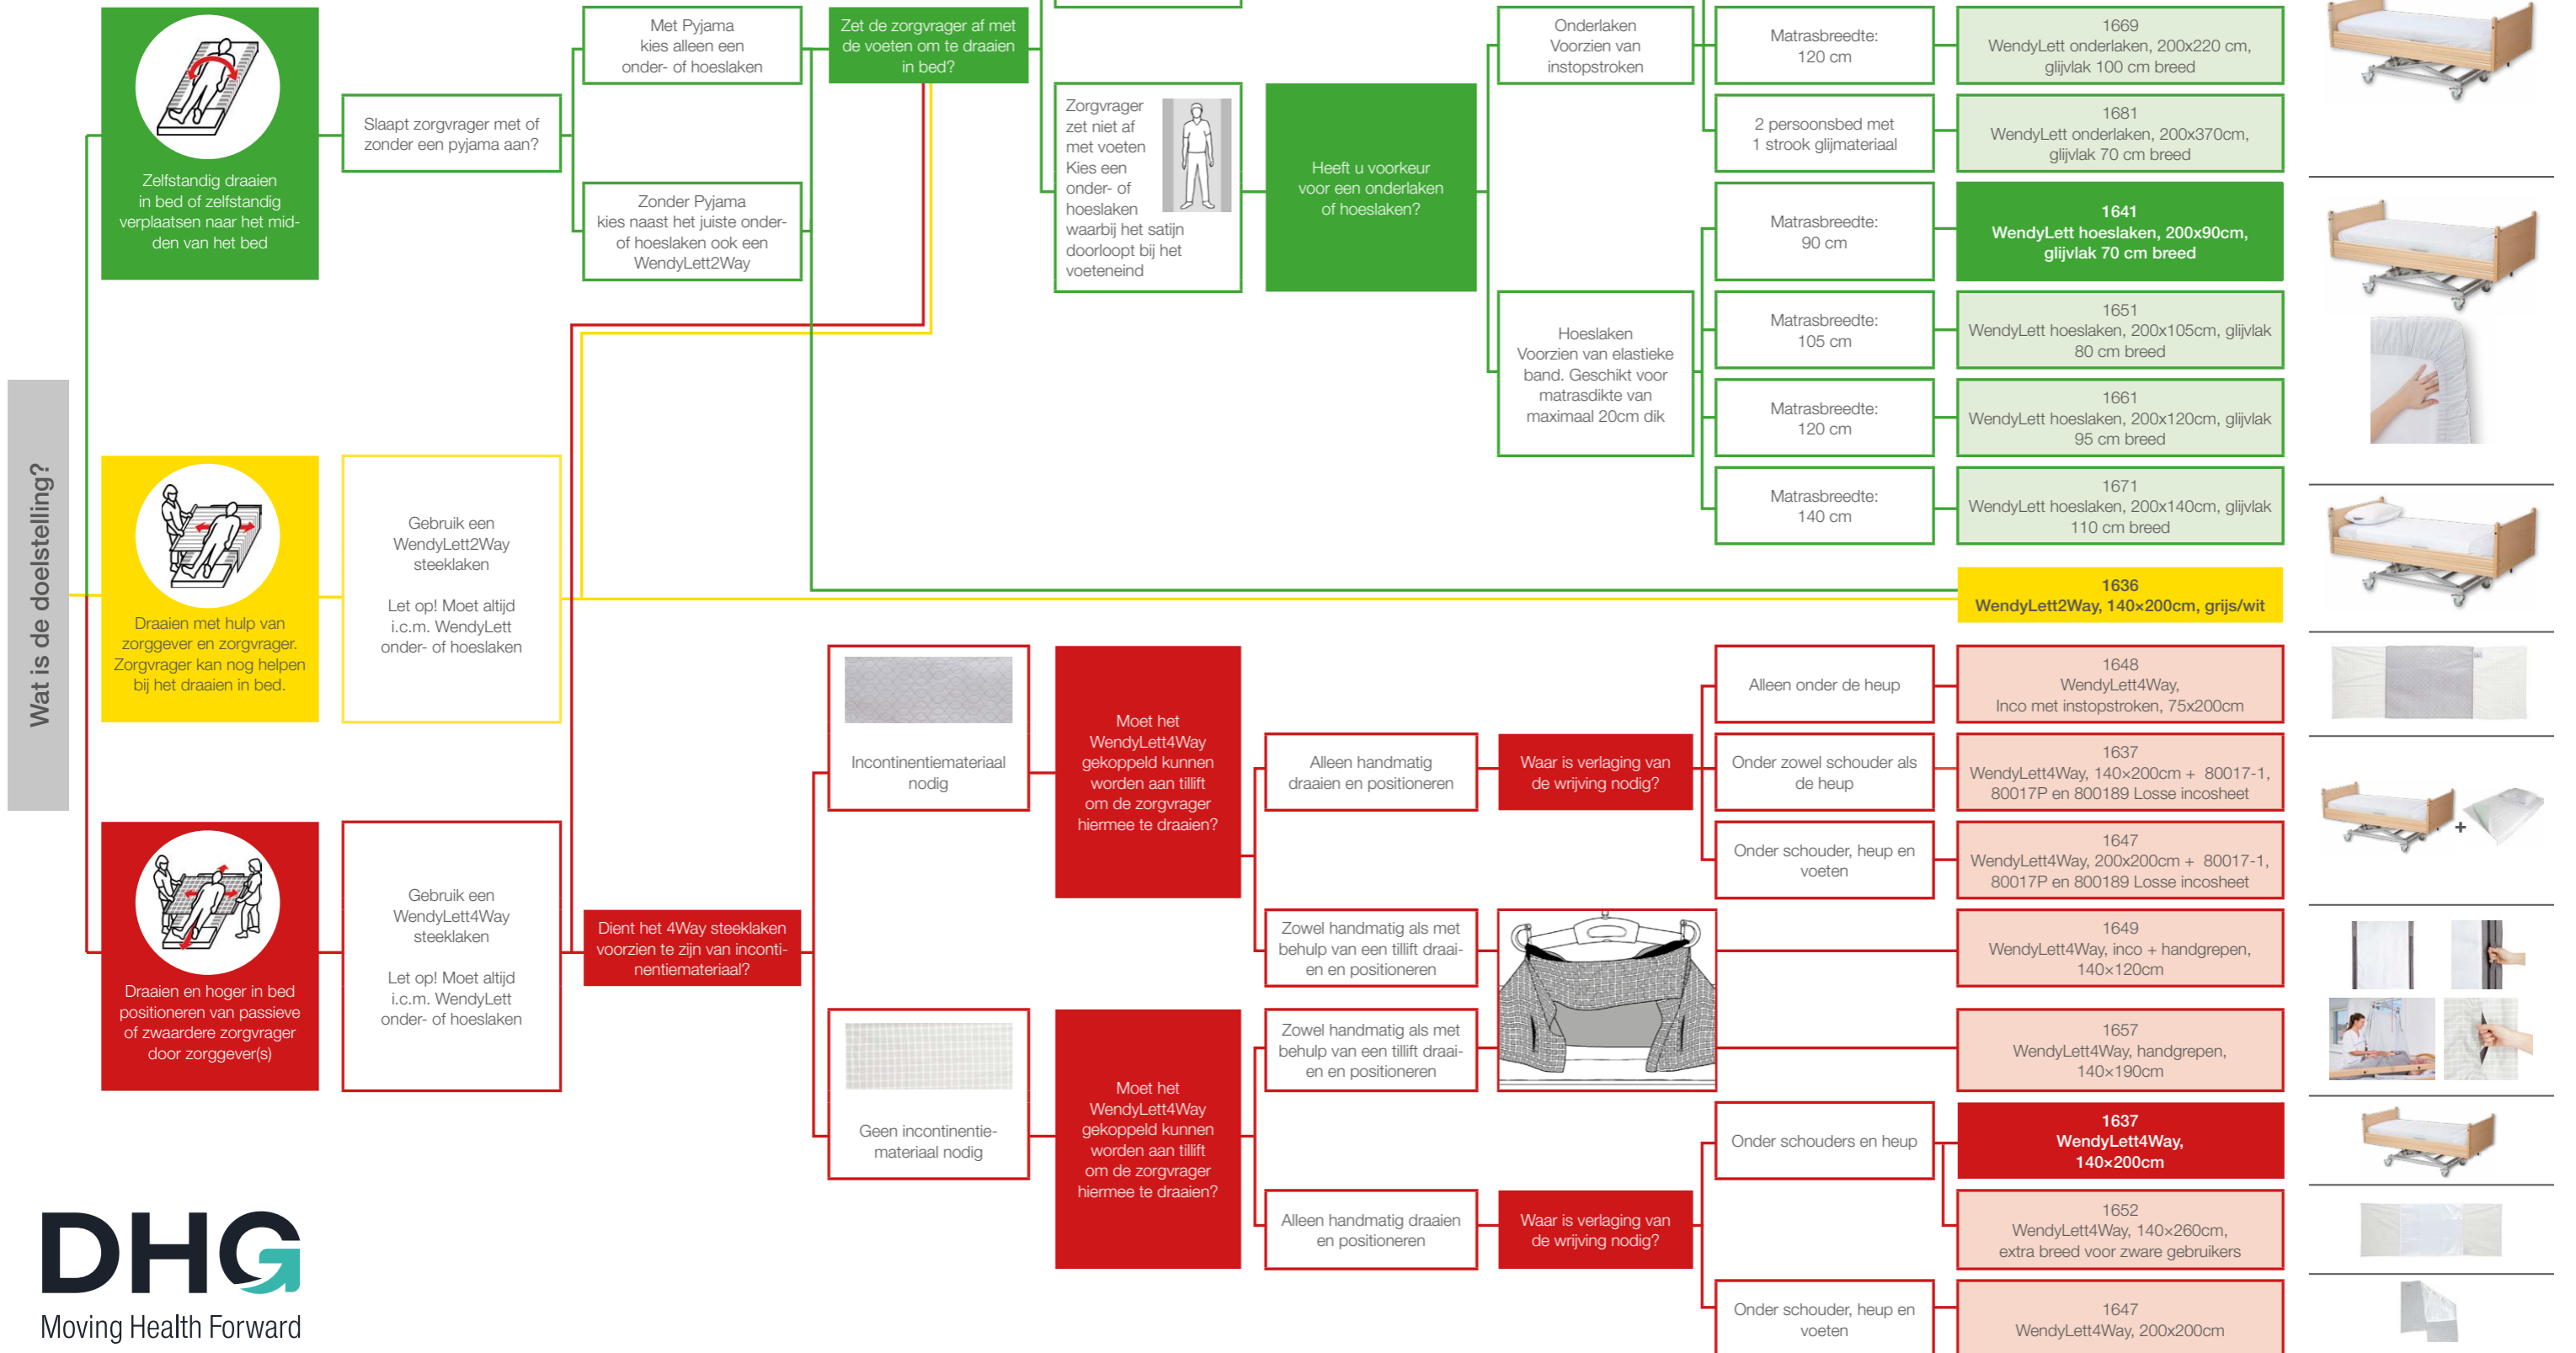 Wat is de doelstelling?
Zelfstandig draaien
in bed of zelfstandig
verplaatsen naar het mid-
den van het bed
Slaapt zorgvrager met of
zonder een pyjama aan?
Met Pyjama
kies alleen een
onder- of hoeslaken
Zonder Pyjama
kies naast het juiste onder-
of hoeslaken ook een
WendyLett2Way
Zet de zorgvrager af met
de voeten om te draaien
in bed?
Zorgvrager
zet niet af
met voeten
Kies een
onder- of
hoeslaken
waarbij het satijn
doorloopt bij het
voeteneind
Heeft u voorkeur
voor een onderlaken
of hoeslaken?
Onderlaken
Voorzien van
instopstroken
Matrasbreedte:
120 cm
1669
WendyLett onderlaken, 200x220 cm,
glijvlak 100 cm breed
2 persoonsbed met
1 strook glijmateriaal
1681
WendyLett onderlaken, 200x370cm,
glijvlak 70 cm breed
Hoeslaken
Voorzien van elastieke
band. Geschikt voor
matrasdikte van
maximaal 20cm dik
Matrasbreedte:
90 cm
1641
WendyLett hoeslaken, 200x90cm,
glijvlak 70 cm breed
Matrasbreedte:
105 cm
1651
WendyLett hoeslaken, 200x105cm, glijvlak
80 cm breed
Matrasbreedte:
120 cm
1661
WendyLett hoeslaken, 200x120cm, glijvlak
95 cm breed
Matrasbreedte:
140 cm
1671
WendyLett hoeslaken, 200x140cm, glijvlak
110 cm breed
Draaien met hulp van
zorggever en zorgvrager.
Zorgvrager kan nog helpen
bij het draaien in bed.
Gebruik een
WendyLett2Way
steeklaken
Let op! Moet altijd
i.c.m. WendyLett
onder- of hoeslaken
1636
WendyLett2Way, 140×200cm, grijs/wit
Draaien en hoger in bed
positioneren van passieve
of zwaardere zorgvrager
door zorggever(s)
Gebruik een
WendyLett4Way
steeklaken
Let op! Moet altijd
i.c.m. WendyLett
onder- of hoeslaken
Dient het 4Way steeklaken
voorzien te zijn van inconti-
nentiemateriaal?
Incontinentiemateriaal
nodig
Moet het
WendyLett4Way
gekoppeld kunnen
worden aan tillift
om de zorgvrager
hiermee te draaien?
Alleen handmatig
draaien en positioneren
Waar is verlaging van
de wrijving nodig?
Alleen onder de heup
1648
WendyLett4Way,
Inco met instopstroken, 75x200cm
Onder zowel schouder als
de heup
1637
WendyLett4Way, 140×200cm + 80017-1,
80017P en 800189 Losse incosheet
Onder schouder, heup en
voeten
1647
WendyLett4Way, 200x200cm + 80017-1,
80017P en 800189 Losse incosheet
+
Zowel handmatig als met
behulp van een tillift draai-
en en positioneren
1649
WendyLett4Way, inco + handgrepen,
140×120cm
Geen incontinentie-
materiaal nodig
Moet het
WendyLett4Way
gekoppeld kunnen
worden aan tillift
om de zorgvrager
hiermee te draaien?
Zowel handmatig als met
behulp van een tillift draai-
en en positioneren
1657
WendyLett4Way, handgrepen,
140×190cm
Alleen handmatig draaien
en positioneren
Waar is verlaging van
de wrijving nodig?
Onder schouders en heup
1637
WendyLett4Way,
140×200cm
1652
WendyLett4Way, 140×260cm,
extra breed voor zware gebruikers
Onder schouder, heup en
voeten
1647
WendyLett4Way, 200x200cm
DHG
Moving Health Forward